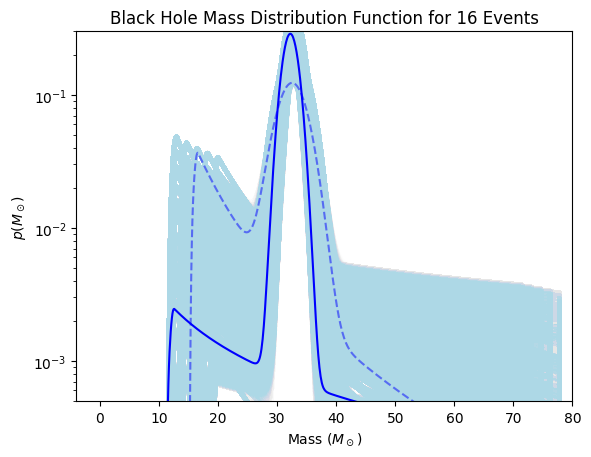 Black Hole Mass Distribution Function for 16 Events
p(M⊙)
10⁻¹
10⁻²
10⁻³
0 10 20 30 40 50 60 70 80
Mass (M⊙)